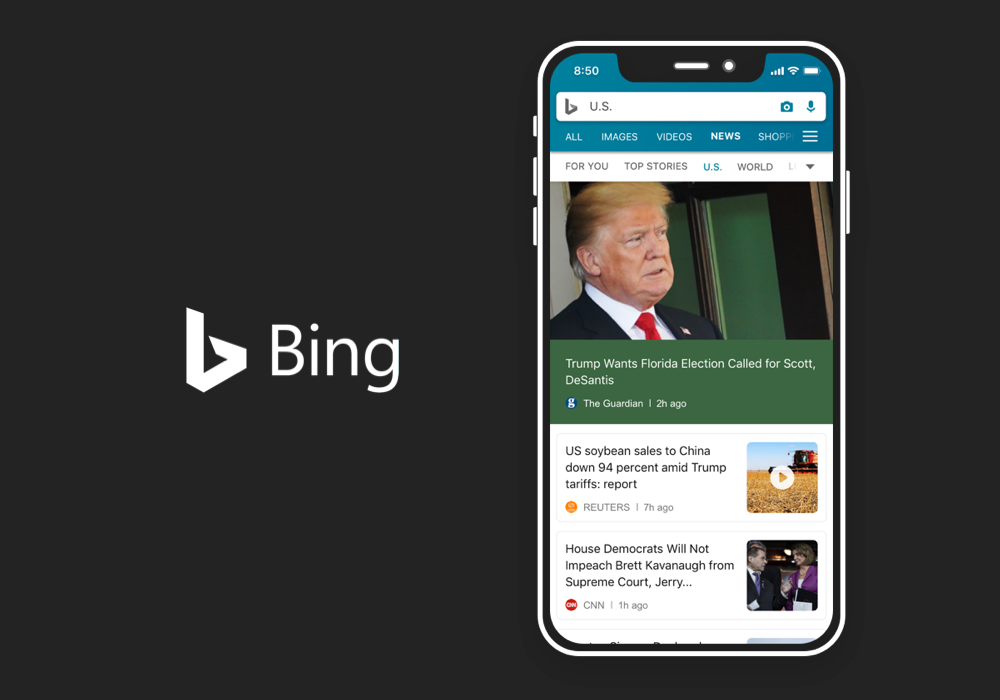 Bing
8:50
U.S.
ALL IMAGES VIDEOS NEWS SHOPP
FOR YOU TOP STORIES U.S. WORLD
Trump Wants Florida Election Called for Scott,
DeSantis
g The Guardian | 2h ago
US soybean sales to China
down 94 percent amid Trump
tariffs: report
REUTERS | 7h ago
House Democrats Will Not
Impeach Brett Kavanaugh from
Supreme Court, Jerry...
CNN CNN | 1h ago